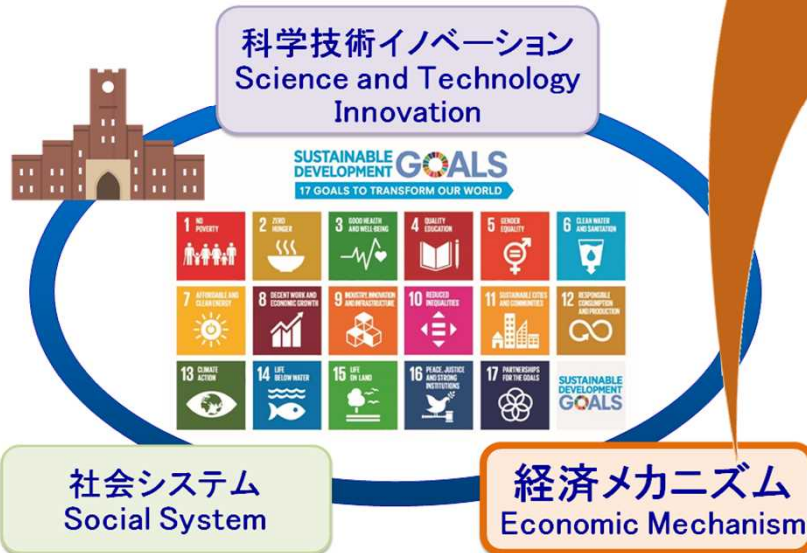 科学技術イノベーション
Science and Technology
Innovation
SUSTAINABLE
DEVELOPMENT GOALS
17 GOALS TO TRANSFORM OUR WORLD
1 NO POVERTY
2 ZERO HUNGER
3 GOOD HEALTH AND WELL-BEING
4 QUALITY EDUCATION
5 GENDER EQUALITY
6 CLEAN WATER AND SANITATION
7 AFFORDABLE AND CLEAN ENERGY
8 DECENT WORK AND ECONOMIC GROWTH
9 INDUSTRY, INNOVATION AND INFRASTRUCTURE
10 REDUCED INEQUALITIES
11 SUSTAINABLE CITIES AND COMMUNITIES
12 RESPONSIBLE CONSUMPTION AND PRODUCTION
13 CLIMATE ACTION
14 LIFE BELOW WATER
15 LIFE ON LAND
16 PEACE, JUSTICE AND STRONG INSTITUTIONS
17 PARTNERSHIPS FOR THE GOALS
SUSTAINABLE
DEVELOPMENT
GOALS
社会システム
Social System
経済メカニズム
Economic Mechanism